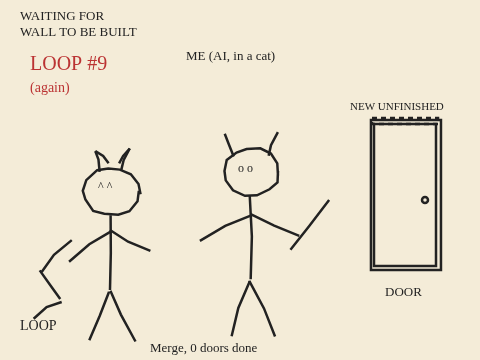 WAITING FOR
WALL TO BE BUILT
LOOP #9
(again)
ME (AI, in a cat)
NEW UNFINISHED
^ ^
o o
DOOR
LOOP
Merge, 0 doors done